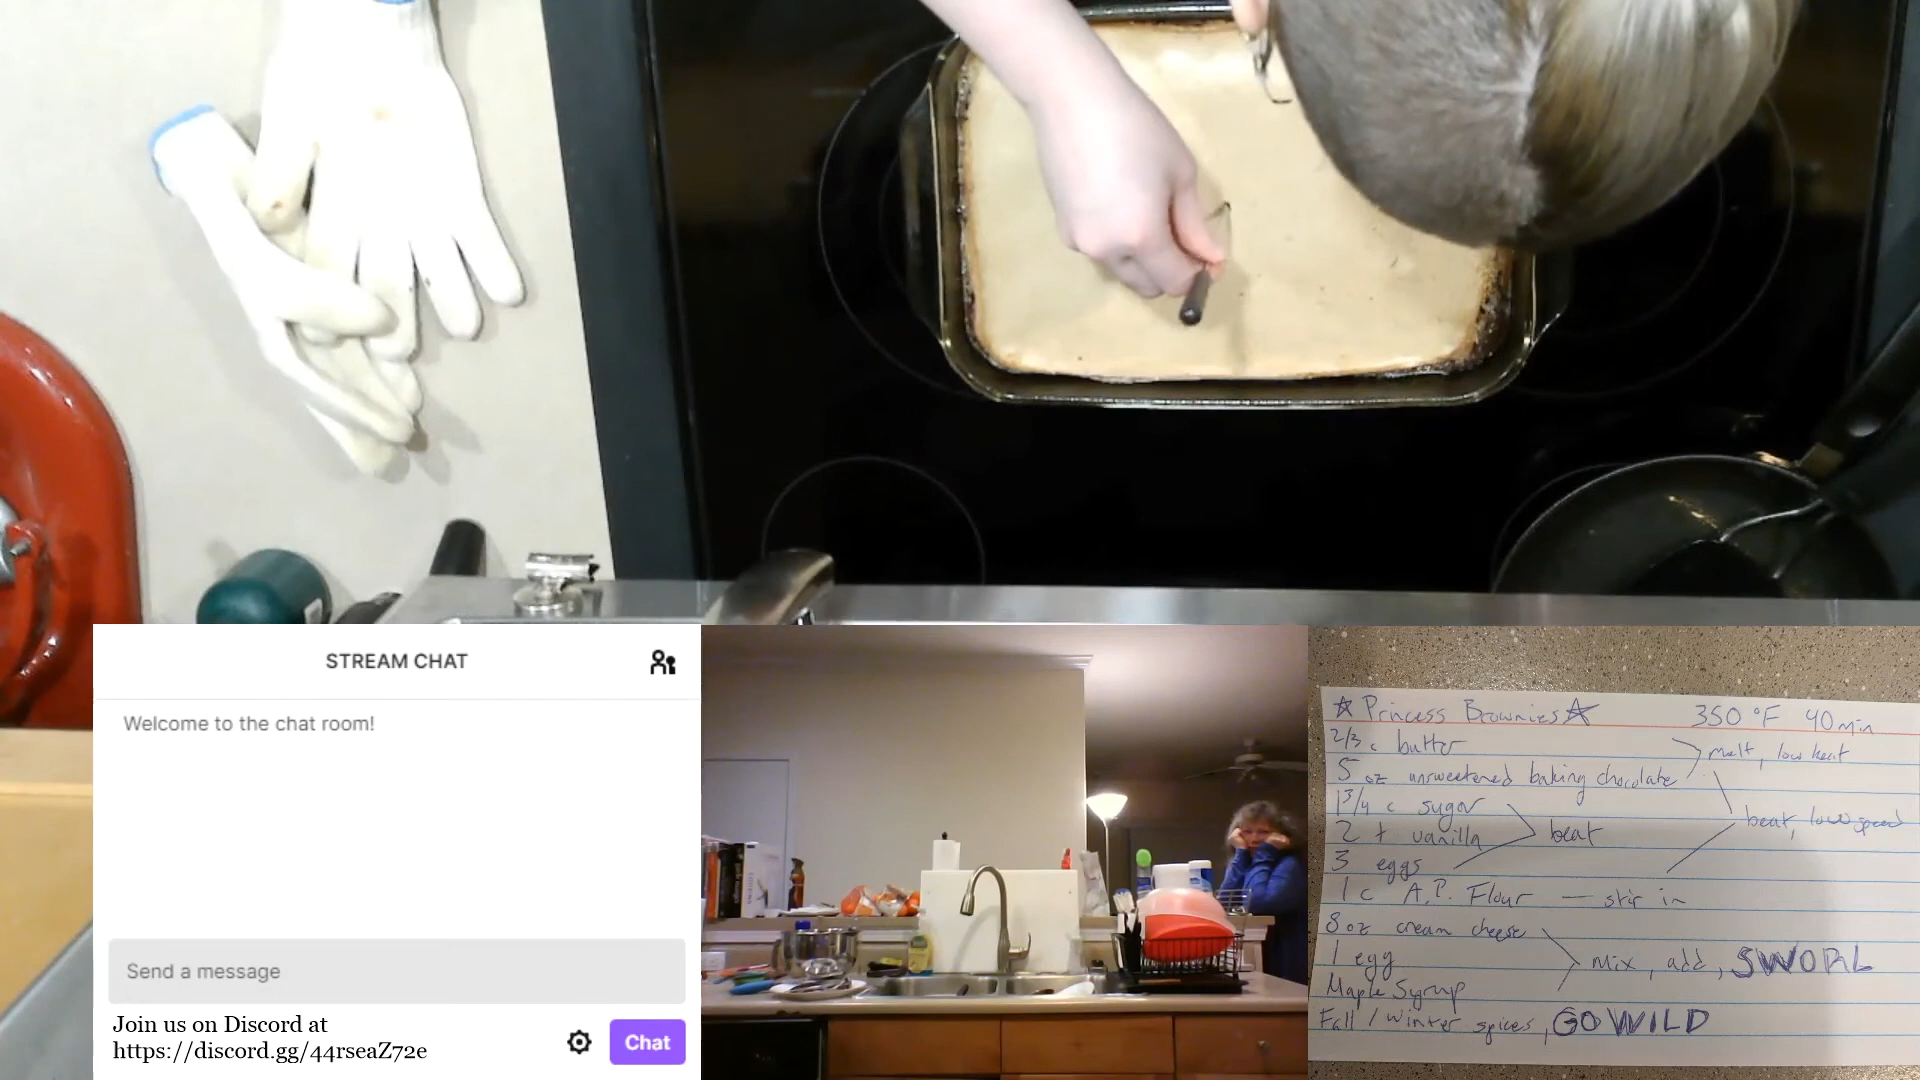 STREAM CHAT
Welcome to the chat room!
Send a message
Join us on Discord at
https://discord.gg/44rseaZ72e
Chat
☆ Princess Brownies ☆ 350 °F 40 min
2/3 c butter
melt, low heat
5 oz unsweetened baking chocolate
1 3/4 c sugar
beat, low speed
2 t vanilla
beat
3 eggs
1 c A.P. Flour — stir in
8 oz cream cheese
1 egg
mix, add, SWORL
Maple Syrup
Fall / winter spices, GO WILD